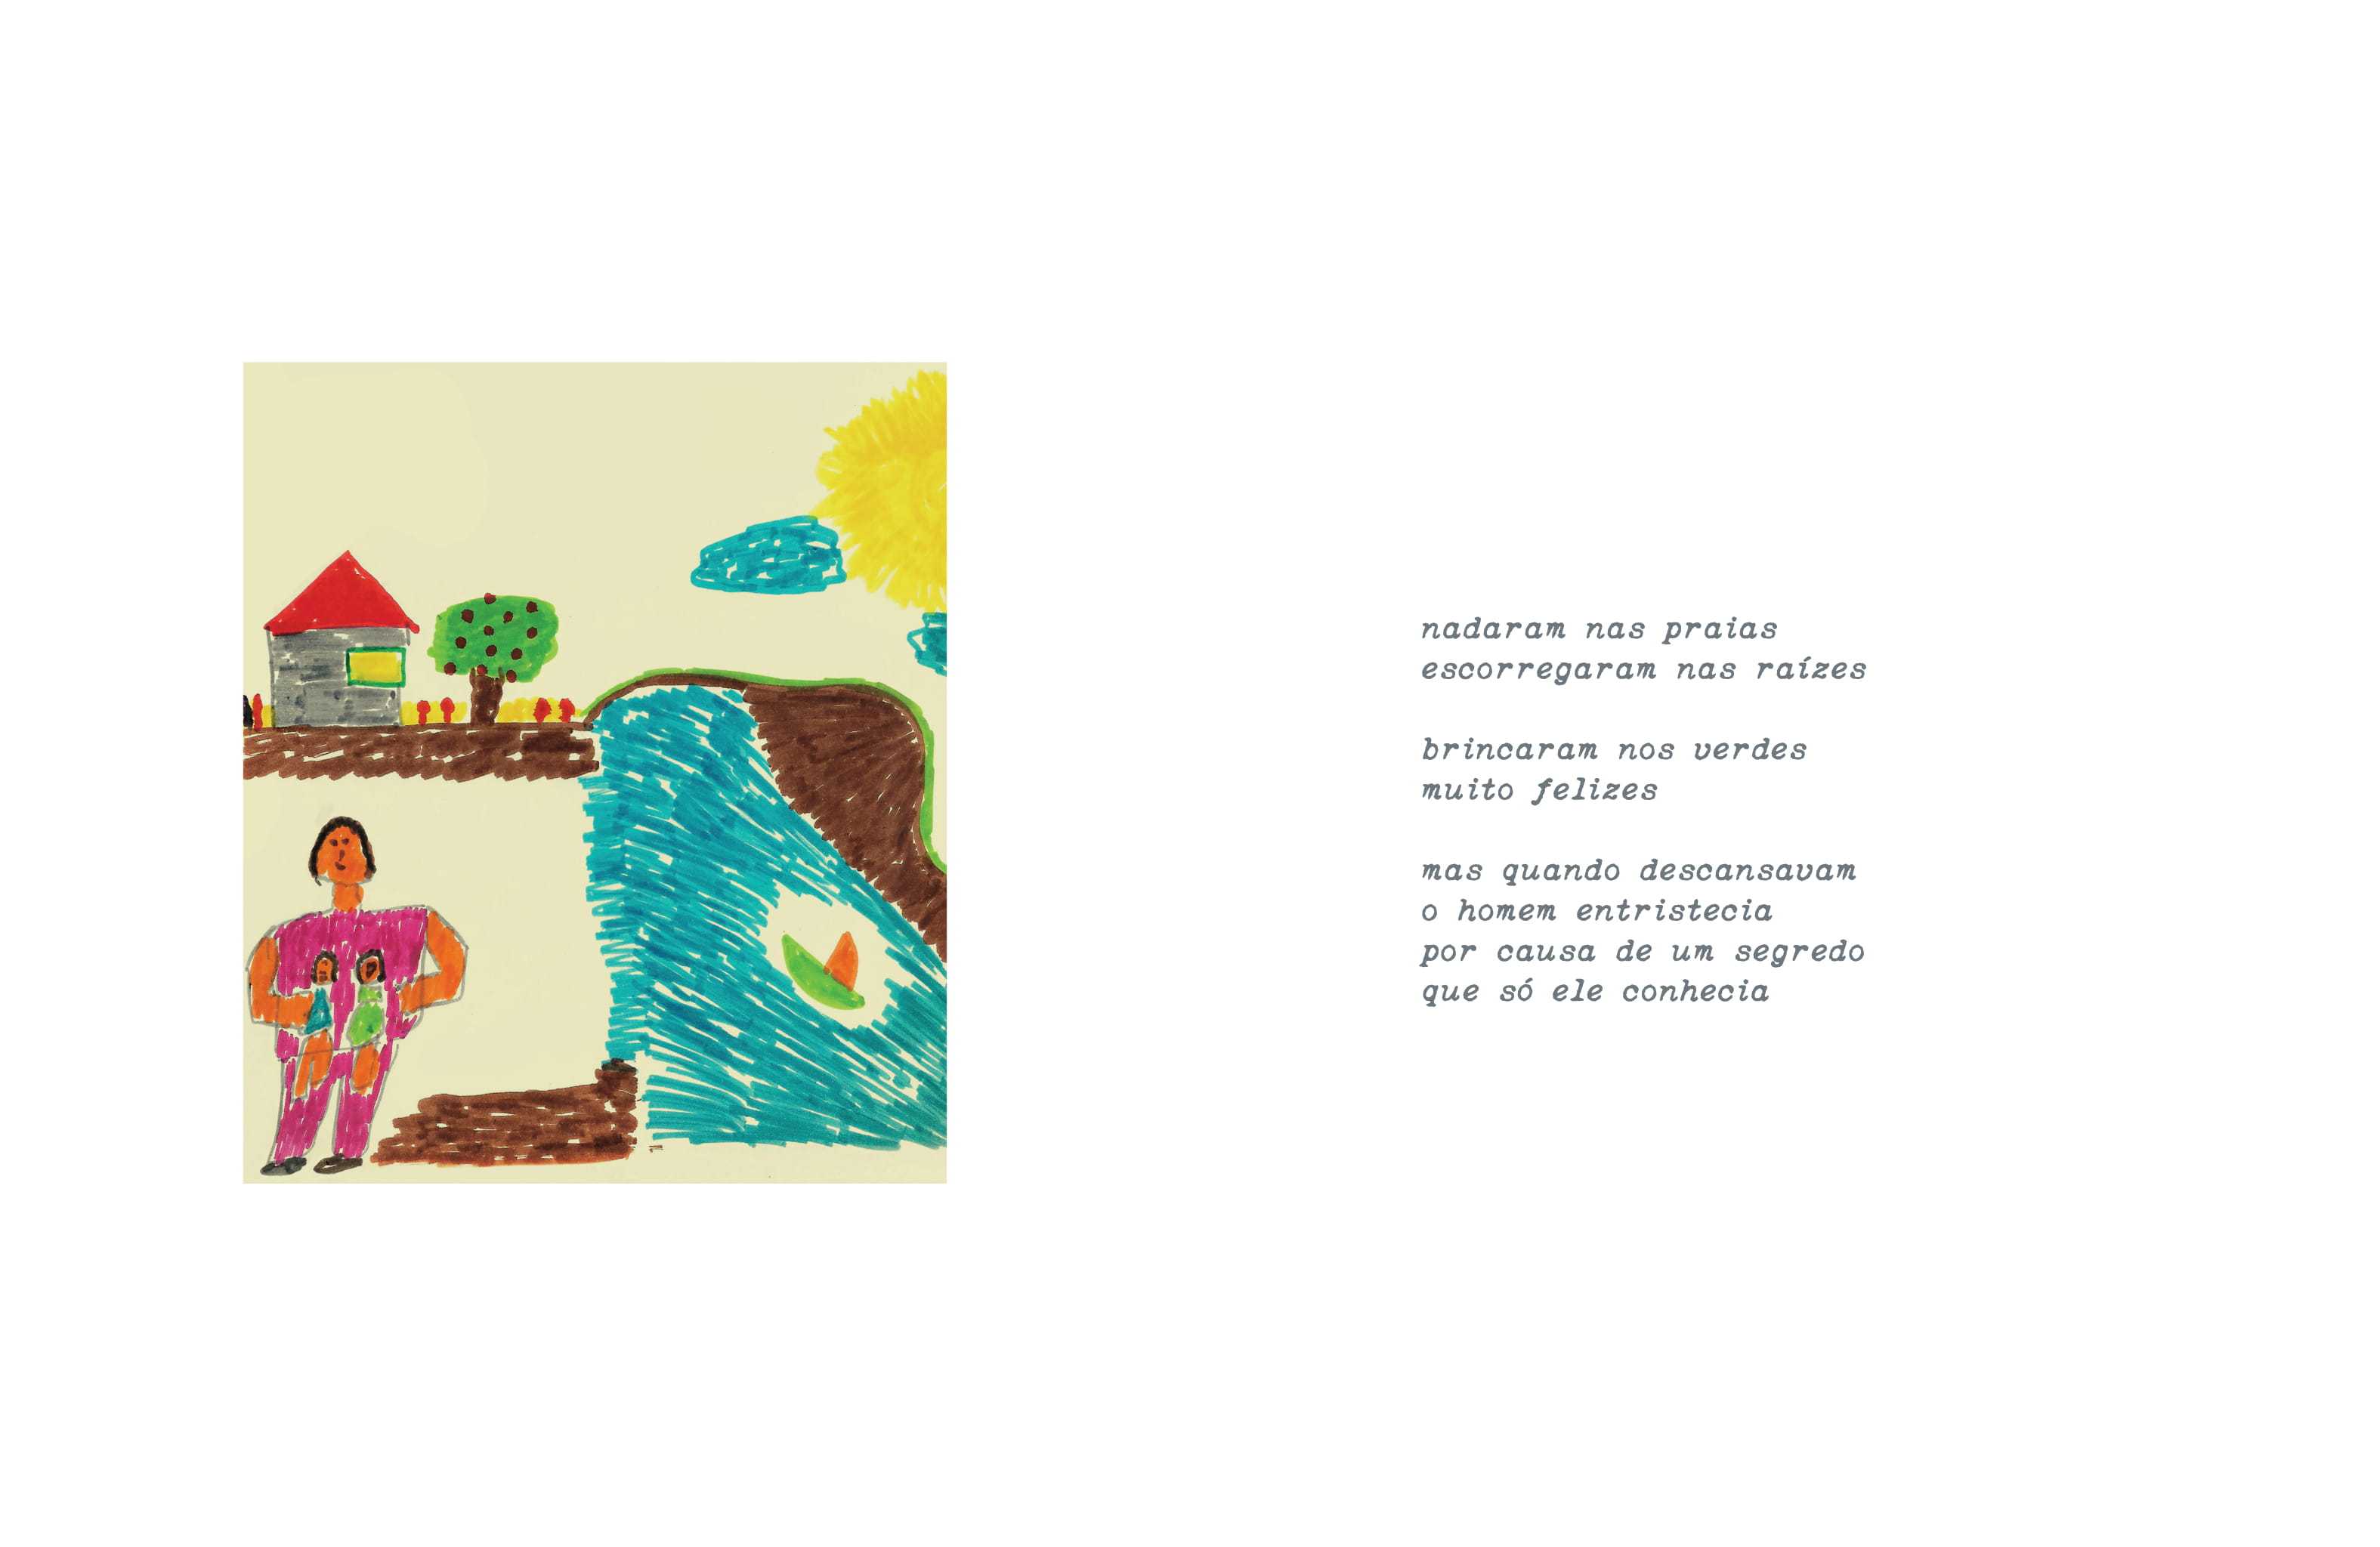 nadaram nas praias
escorregaram nas raízes
brincaram nos verdes
muito felizes
mas quando descansavam
o homem entristecia
por causa de um segredo
que só ele conhecia